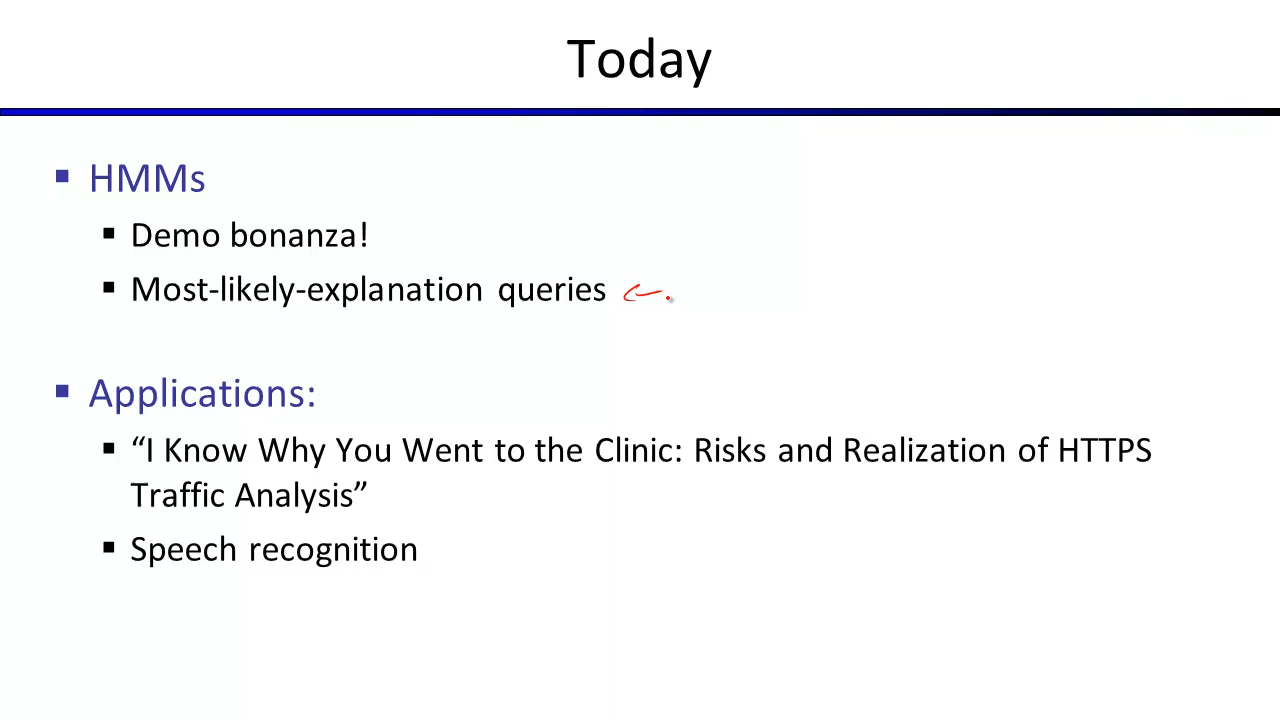 Today
HMMs
Demo bonanza!
Most-likely-explanation queries
Applications:
“I Know Why You Went to the Clinic: Risks and Realization of HTTPS
Traffic Analysis”
Speech recognition